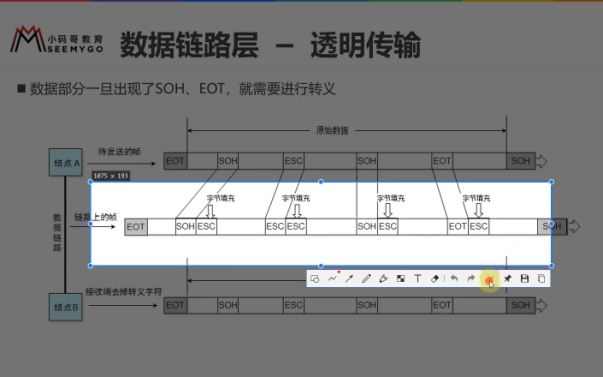 小码哥教育
SEEMYGO
数据链路层 – 透明传输
■ 数据部分一旦出现了SOH、EOT，就需要进行转义
原始数据
结点A
待发送的帧
EOT SOH ESC SOH EOT SOH
1075 x 193
字节填充 字节填充 字节填充 字节填充
数据链路
链路上的帧
EOT SOH ESC ESC ESC SOH ESC EOT ESC SOH
T
接收端去掉转义字符
结点B
EOT SOH ESC SOH EOT SOH